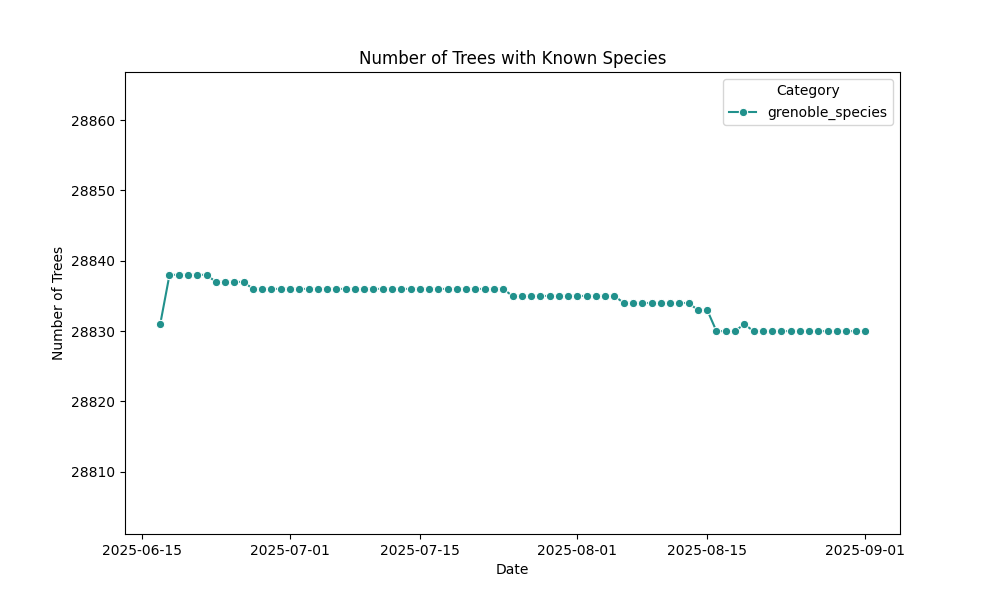 Number of Trees with Known Species
Category
grenoble_species
28860
28850
28840
28830
28820
28810
Number of Trees
2025-06-15
2025-07-01
2025-07-15
2025-08-01
2025-08-15
2025-09-01
Date